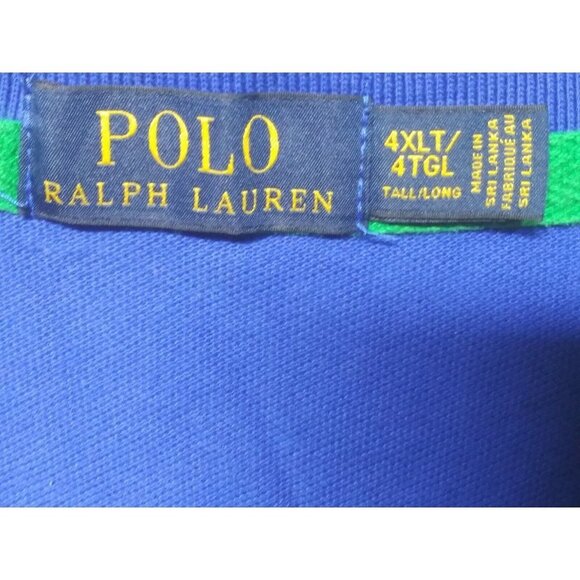 POLO
RALPH LAUREN
4XLT/
4TGL
TALL/LONG
MADE IN
SRI LANKA
FABRIQUÉ AU
SRI LANKA